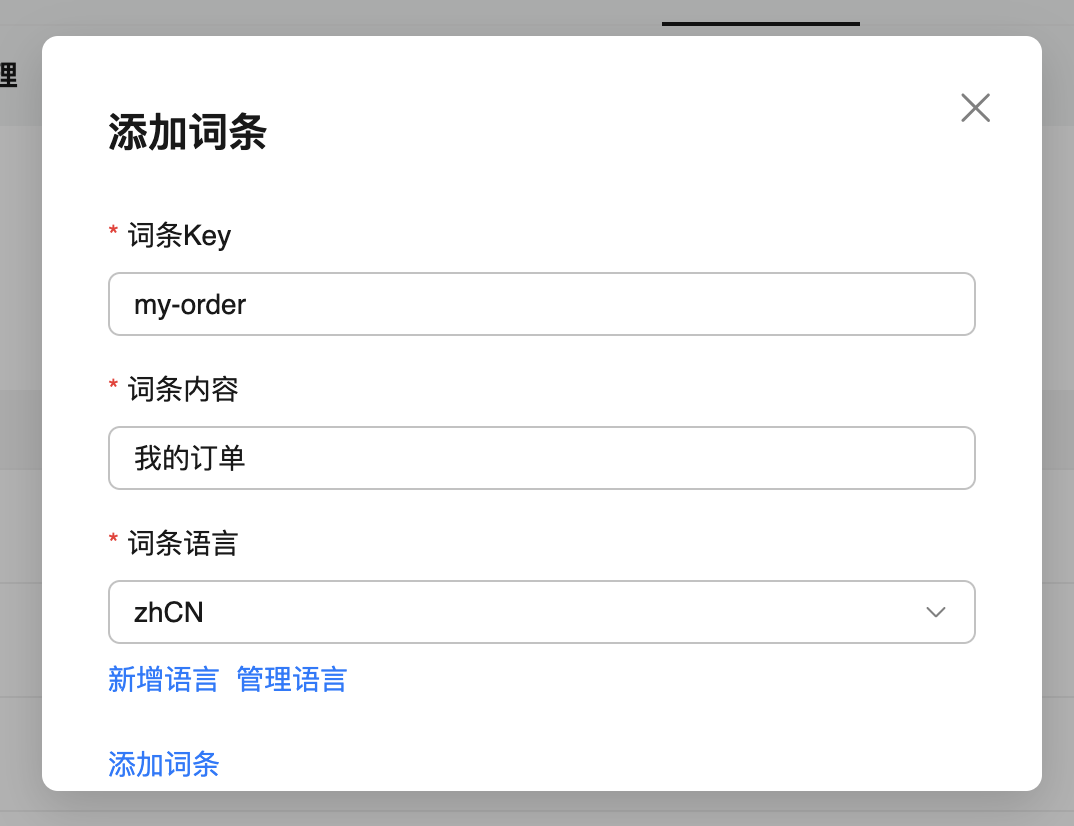 理
添加词条
* 词条Key
my-order
* 词条内容
我的订单
* 词条语言
zhCN
新增语言 管理语言
添加词条